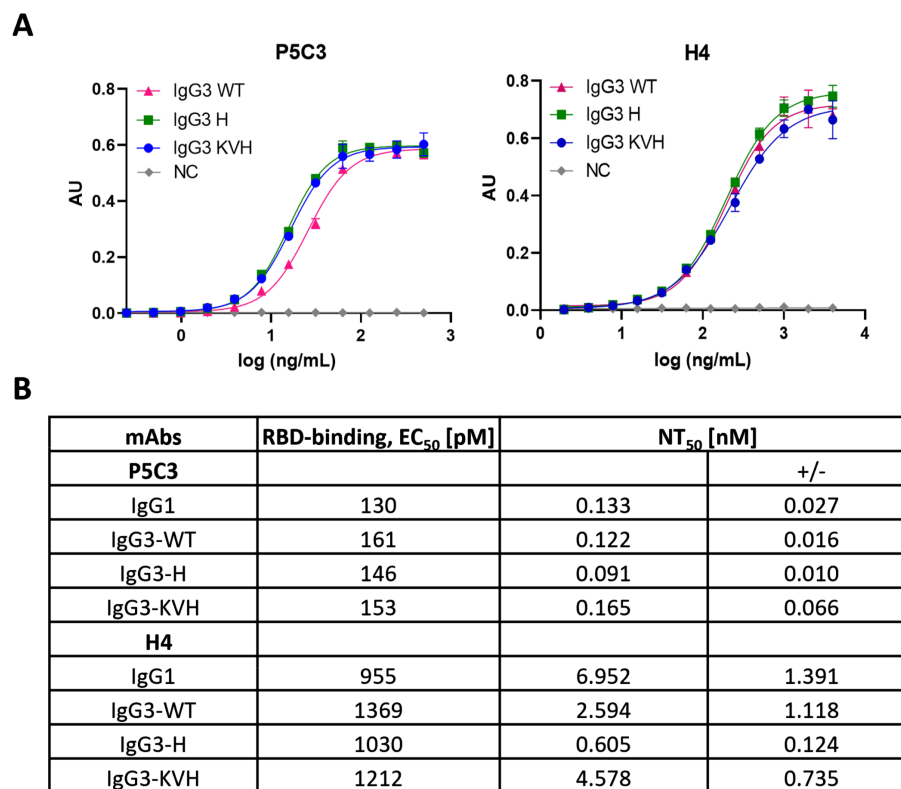 A
P5C3
IgG3 WT
IgG3 H
IgG3 KVH
NC
AU
0.8
0.6
0.4
0.2
0.0
0 1 2 3
log (ng/mL)
H4
IgG3 WT
IgG3 H
IgG3 KVH
NC
AU
0.8
0.6
0.4
0.2
0.0
0 1 2 3 4
log (ng/mL)
B
mAbs RBD-binding, EC50 [pM] NT50 [nM]
P5C3 +/-
IgG1 130 0.133 0.027
IgG3-WT 161 0.122 0.016
IgG3-H 146 0.091 0.010
IgG3-KVH 153 0.165 0.066
H4
IgG1 955 6.952 1.391
IgG3-WT 1369 2.594 1.118
IgG3-H 1030 0.605 0.124
IgG3-KVH 1212 4.578 0.735